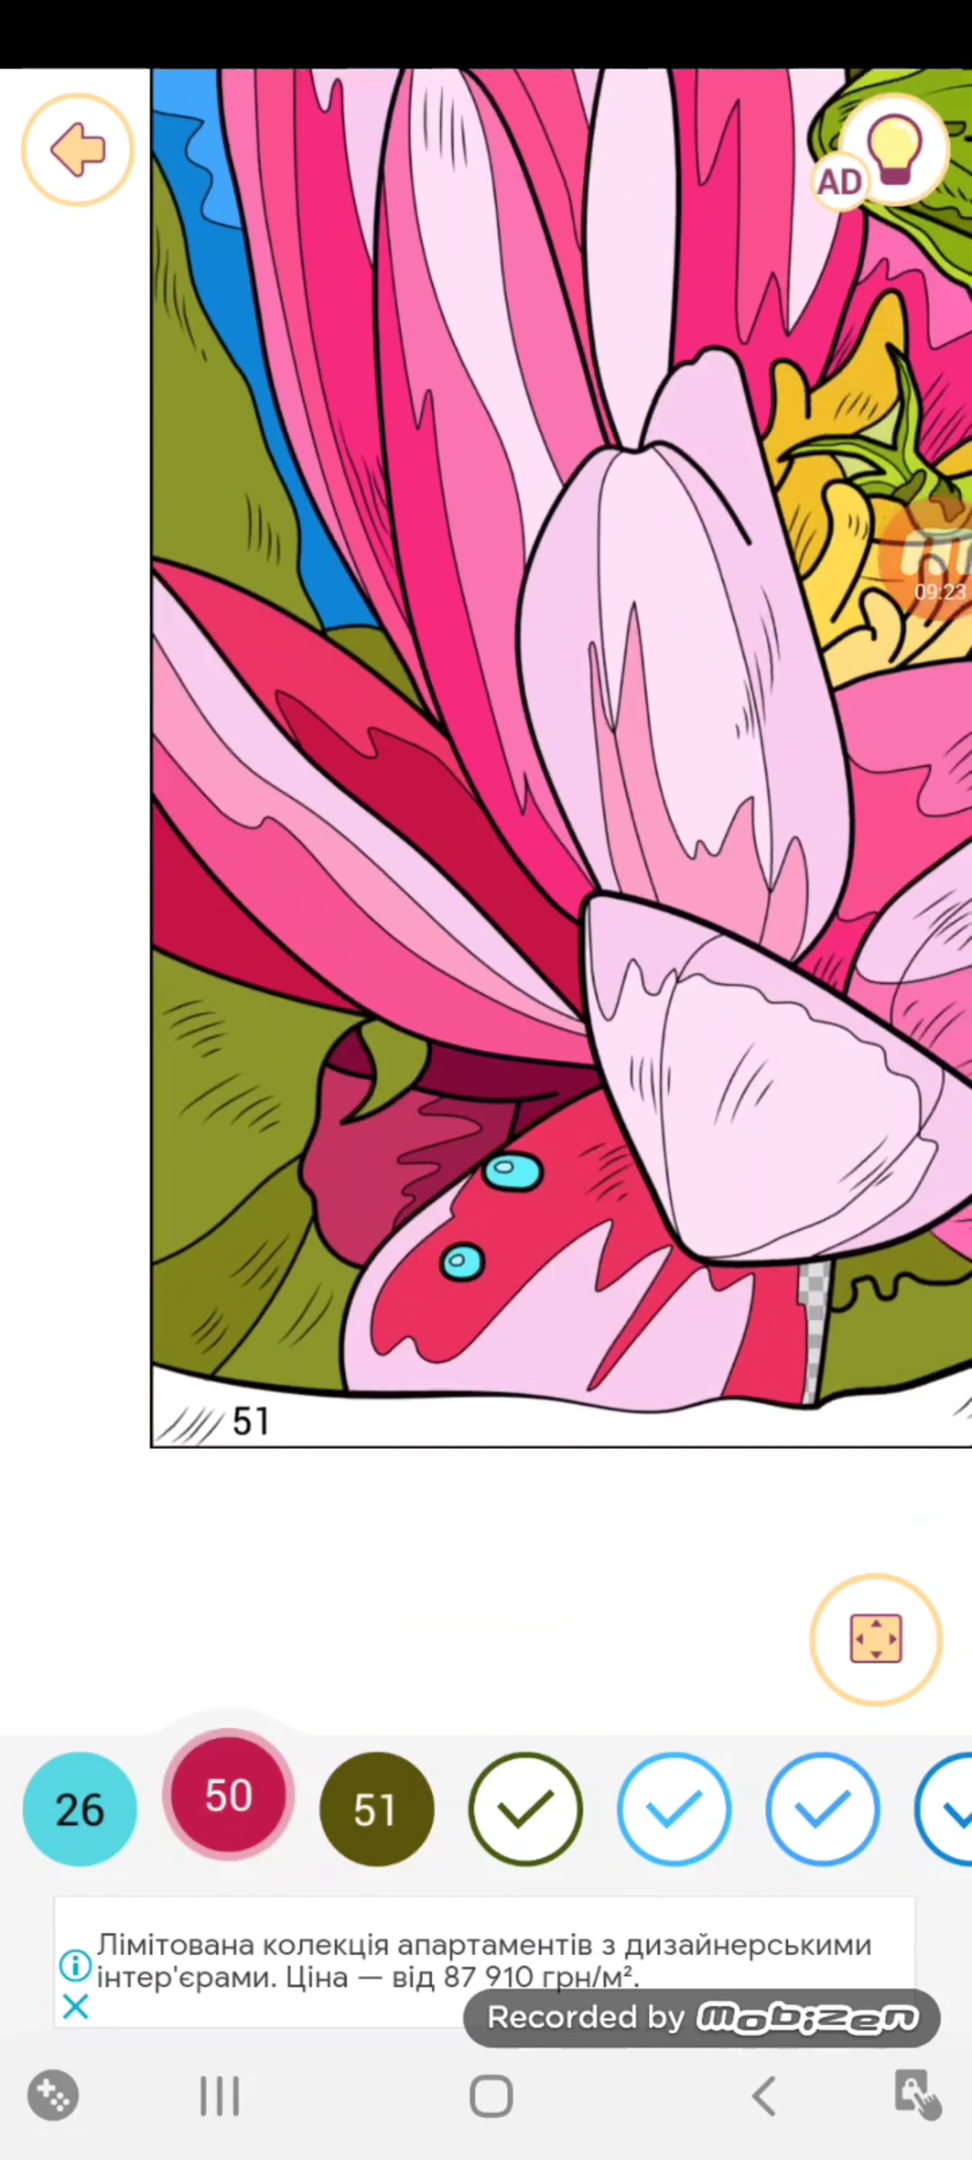 AD
09:23
51
26
50
51
Лімітована колекція апартаментів з дизайнерськими
інтер'єрами. Ціна — від 87 910 грн/м².
Recorded by mobizen